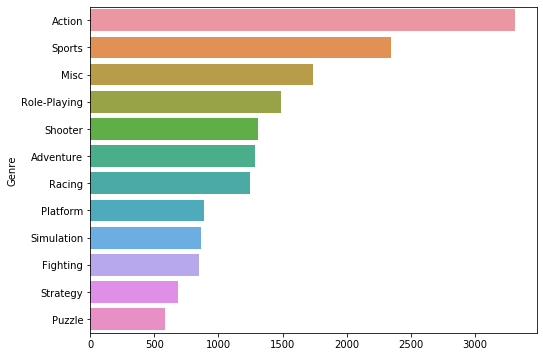 Genre
Action
Sports
Misc
Role-Playing
Shooter
Adventure
Racing
Platform
Simulation
Fighting
Strategy
Puzzle
0 500 1000 1500 2000 2500 3000